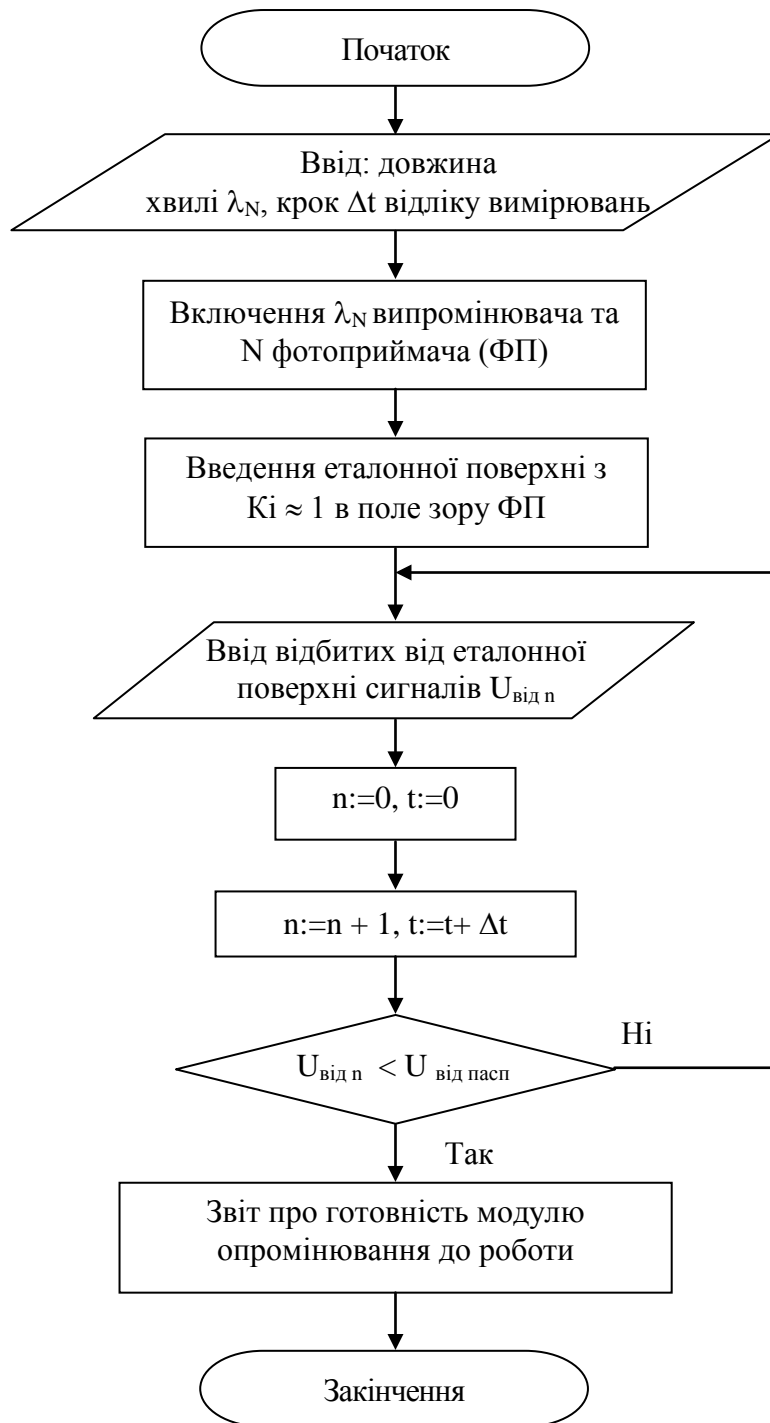 Початок
Ввід: довжина
хвилі λN, крок Δt відліку вимірювань
Включення λN випромінювача та
N фотоприймача (ФП)
Введення еталонної поверхні з
Кі ≈ 1 в поле зору ФП
Ввід відбитих від еталонної
поверхні сигналів Uвід n
n:=0, t:=0
n:=n + 1, t:=t+ Δt
Ні
Uвід n < U від пасп
Так
Звіт про готовність модулю
опромінювання до роботи
Закінчення